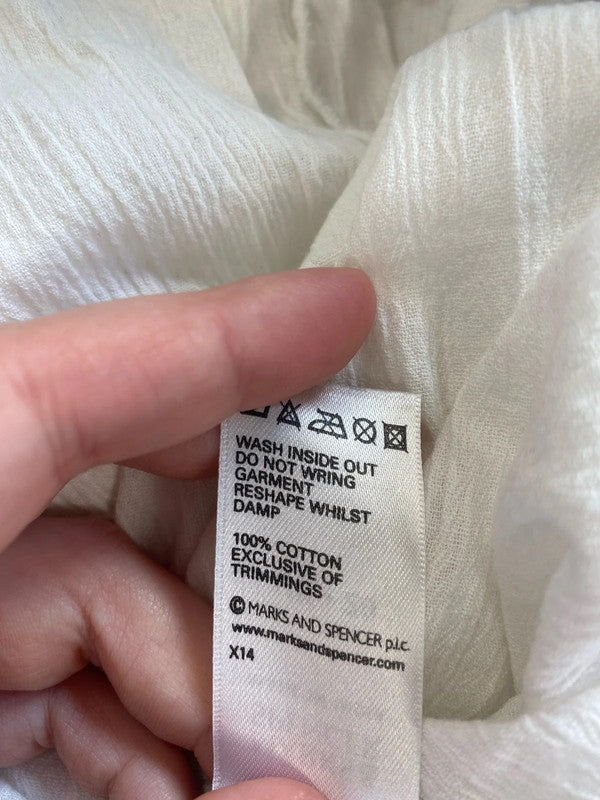 WASH INSIDE OUT
DO NOT WRING
GARMENT
RESHAPE WHILST
DAMP
100% COTTON
EXCLUSIVE OF
TRIMMINGS
© MARKS AND SPENCER p.l.c.
www.marksandspencer.com
X14